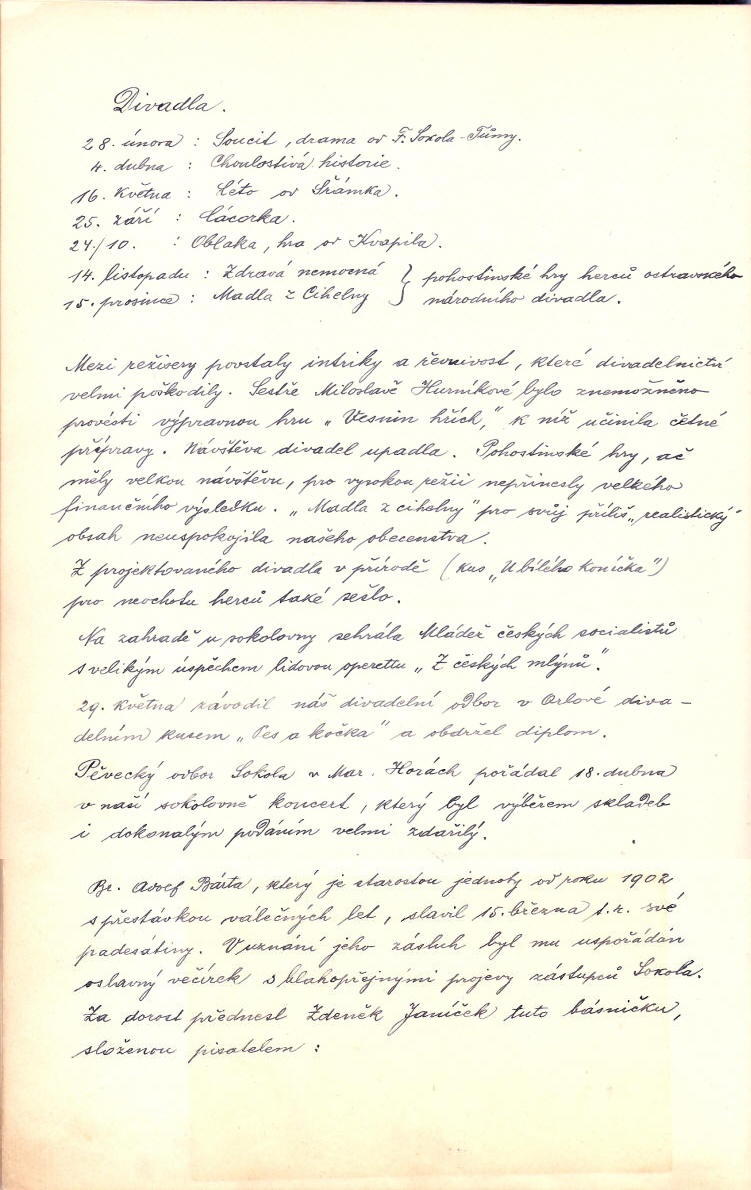 Divadla.
28. února : Soucit, drama od F. Sokola-Tůmy.
4. dubna : Choulostivá historie.
16. května : Léto od Šrámka.
25. září : Cácorka.
24/10. : Oblaka, hra od Kvapila.
14. listopadu : Zdravá nemocná } pohostinské hry herců ostravského
15. prosince : Madla z Cihelny národního divadla.
Mezi režisery povstaly intriky a řevnivost, které divadelnictví
velmi poškodily. Sestře Miloslavě Hurníkové bylo znemožněno
provésti výpravnou hru „Vesnin hřích," k níž učinila četné
přípravy. Návštěva divadel upadla. Pohostinské hry, ač
měly velkou návštěvu, pro vysokou režii nepřinesly velkého
finančního výsledku. „Madla z cihelny" pro svůj příliš „realistický"
obsah neuspokojila našeho obecenstva.
Z projektovaného divadla v přírodě (kus „U bílého koníčka")
pro neochotu herců také sešlo.
Na zahradě u sokolovny sehrála Mládež českých socialistů
s velikým úspěchem lidovou operettu „Z českých mlýnů".
29. května závodil náš divadelní odbor v Orlové diva-
delním kusem „Pes a kočka" a obdržel diplom.
Pěvecký odbor Sokola v Mar. Horách pořádal 18. dubna
v naší sokolovně koncert, který byl výběrem skladeb
i dokonalým podáním velmi zdařilý.
Br. Adolf Bárta, který je starostou jednoty od roku 1902
s přestávkou válečných let, slavil 15. března t.r. své
padesátiny. V uznání jeho zásluh byl mu uspořádán
oslavný večírek s blahopřejnými projevy zástupců Sokola.
Za dorost přednesl Zdeněk Janíček tuto básničku,
složenou pisatelem :